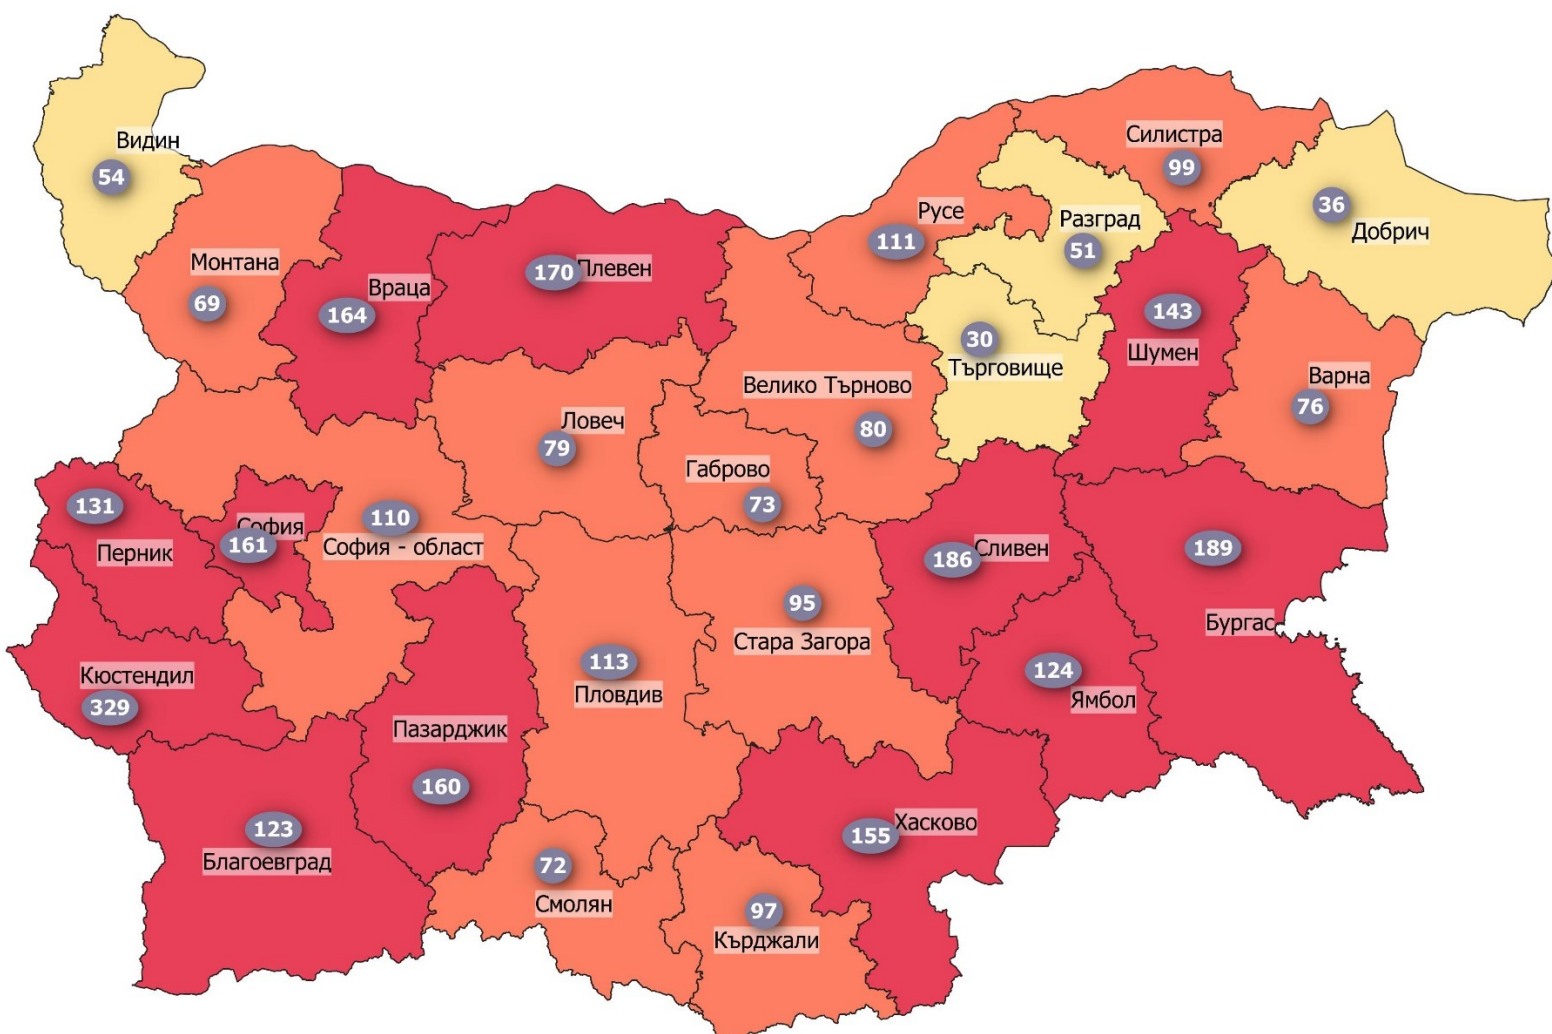 Видин
54
Монтана
69
Враца
164
170
Плевен
Русе
111
Силистра
99
Разград
51
36
Добрич
30
Търговище
143
Шумен
Варна
76
Велико Търново
80
Ловеч
79
Габрово
73
131
Перник
София
161
110
София - област
Кюстендил
329
Пазарджик
160
123
Благоевград
113
Пловдив
95
Стара Загора
186
Сливен
189
Бургас
124
Ямбол
155
Хасково
72
Смолян
97
Кърджали